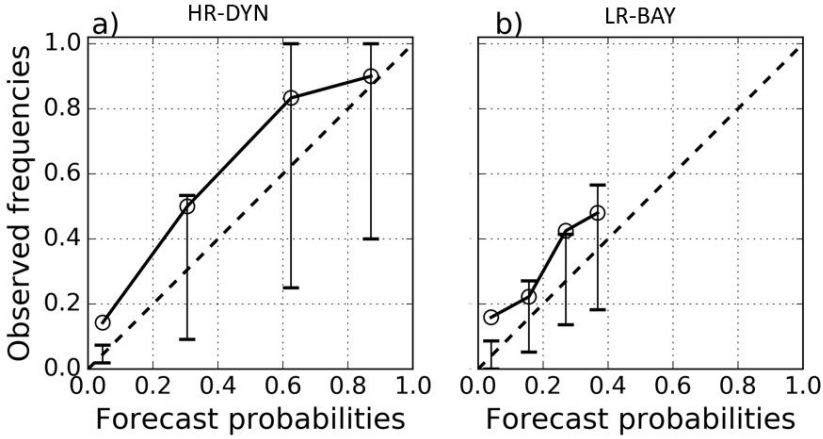 a) HR-DYN
b) LR-BAY
Observed frequencies
1.0
0.8
0.6
0.4
0.2
0.0
0.0 0.2 0.4 0.6 0.8 1.0
0.0 0.2 0.4 0.6 0.8 1.0
Forecast probabilities
Forecast probabilities